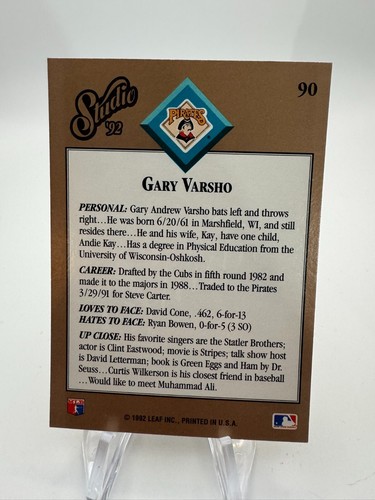 90
Studio
'92
PIRATES
GARY VARSHO
PERSONAL: Gary Andrew Varsho bats left and throws
right...He was born 6/20/61 in Marshfield, WI, and still
resides there...He and his wife, Kay, have one child,
Andie Kay...Has a degree in Physical Education from the
University of Wisconsin-Oshkosh.
CAREER: Drafted by the Cubs in fifth round 1982 and
made it to the majors in 1988...Traded to the Pirates
3/29/91 for Steve Carter.
LOVES TO FACE: David Cone, .462, 6-for-13
HATES TO FACE: Ryan Bowen, 0-for-5 (3 SO)
UP CLOSE: His favorite singers are the Statler Brothers;
actor is Clint Eastwood; movie is Stripes; talk show host
is David Letterman; book is Green Eggs and Ham by Dr.
Seuss...Curtis Wilkerson is his closest friend in baseball
...Would like to meet Muhammad Ali.
© 1992 LEAF INC., PRINTED IN U.S.A.